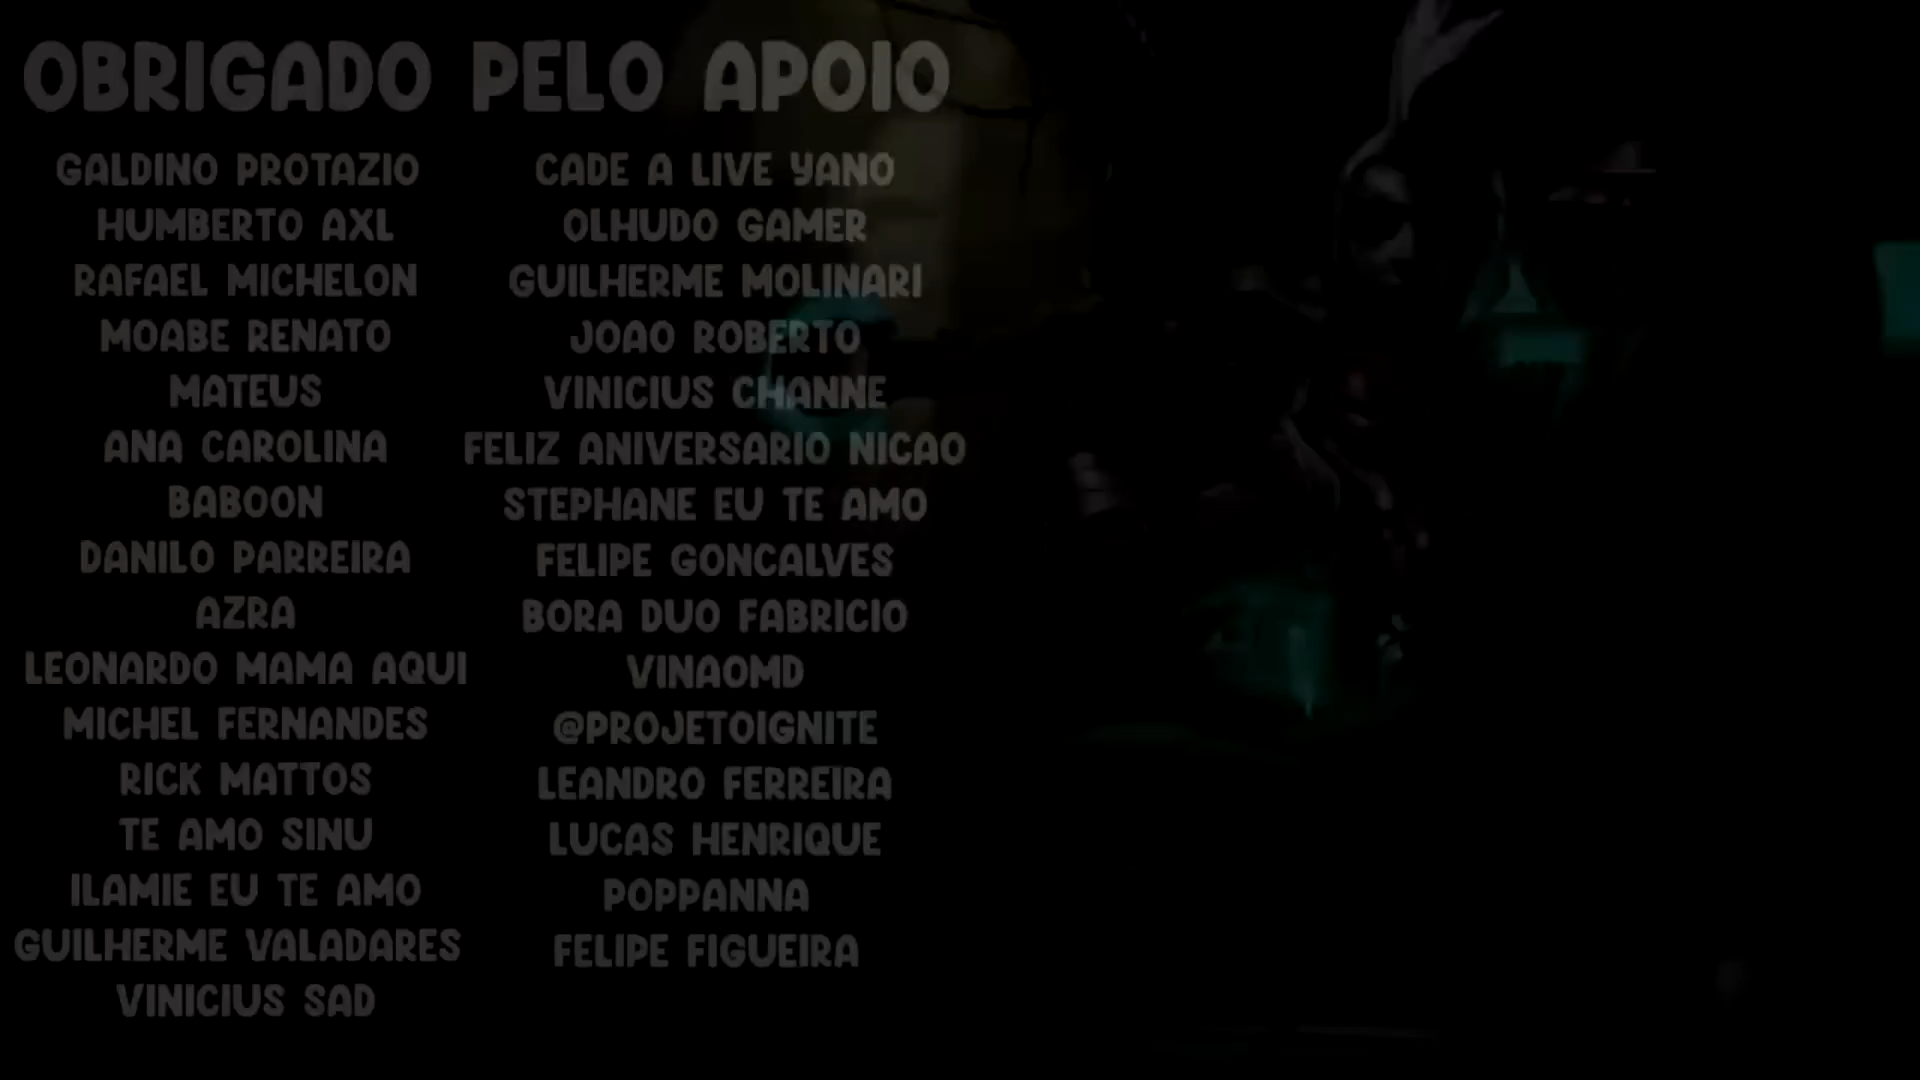 OBRIGADO PELO APOIO
GALDINO PROTAZIO
HUMBERTO AXL
RAFAEL MICHELON
MOABE RENATO
MATEUS
ANA CAROLINA
BABOON
DANILO PARREIRA
AZRA
LEONARDO MAMA AQUI
MICHEL FERNANDES
RICK MATTOS
TE AMO SINU
ILAMIE EU TE AMO
GUILHERME VALADARES
VINICIUS SAD
CADE A LIVE YANO
OLHUDO GAMER
GUILHERME MOLINARI
JOAO ROBERTO
VINICIUS CHANNE
FELIZ ANIVERSARIO NICAO
STEPHANE EU TE AMO
FELIPE GONCALVES
BORA DUO FABRICIO
VINAOMD
@PROJETOIGNITE
LEANDRO FERREIRA
LUCAS HENRIQUE
POPPANNA
FELIPE FIGUEIRA